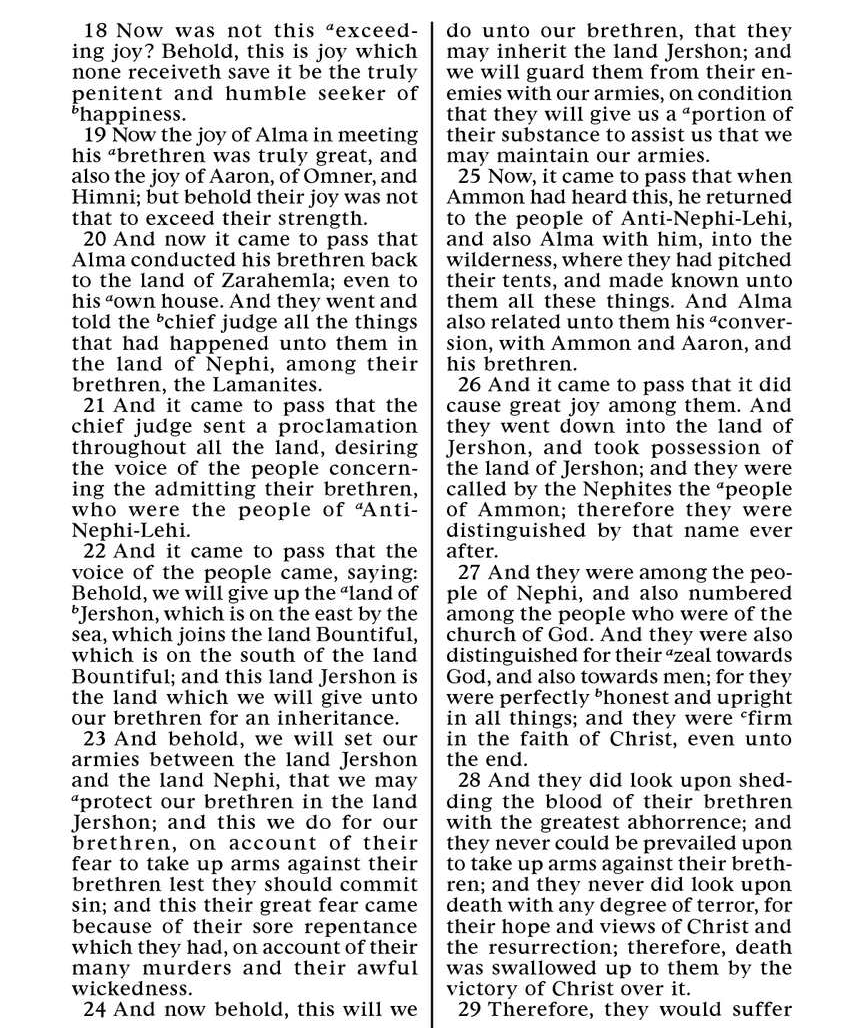 18 Now was not this ᵃexceed-
ing joy? Behold, this is joy which
none receiveth save it be the truly
penitent and humble seeker of
ᵇhappiness.
19 Now the joy of Alma in meeting
his ᵃbrethren was truly great, and
also the joy of Aaron, of Omner, and
Himni; but behold their joy was not
that to exceed their strength.
20 And now it came to pass that
Alma conducted his brethren back
to the land of Zarahemla; even to
his ᵃown house. And they went and
told the ᵇchief judge all the things
that had happened unto them in
the land of Nephi, among their
brethren, the Lamanites.
21 And it came to pass that the
chief judge sent a proclamation
throughout all the land, desiring
the voice of the people concern-
ing the admitting their brethren,
who were the people of ᵃAnti-
Nephi-Lehi.
22 And it came to pass that the
voice of the people came, saying:
Behold, we will give up the ᵃland of
ᵇJershon, which is on the east by the
sea, which joins the land Bountiful,
which is on the south of the land
Bountiful; and this land Jershon is
the land which we will give unto
our brethren for an inheritance.
23 And behold, we will set our
armies between the land Jershon
and the land Nephi, that we may
ᵃprotect our brethren in the land
Jershon; and this we do for our
brethren, on account of their
fear to take up arms against their
brethren lest they should commit
sin; and this their great fear came
because of their sore repentance
which they had, on account of their
many murders and their awful
wickedness.
24 And now behold, this will we
do unto our brethren, that they
may inherit the land Jershon; and
we will guard them from their en-
emies with our armies, on condition
that they will give us a ᵃportion of
their substance to assist us that we
may maintain our armies.
25 Now, it came to pass that when
Ammon had heard this, he returned
to the people of Anti-Nephi-Lehi,
and also Alma with him, into the
wilderness, where they had pitched
their tents, and made known unto
them all these things. And Alma
also related unto them his ᵃconver-
sion, with Ammon and Aaron, and
his brethren.
26 And it came to pass that it did
cause great joy among them. And
they went down into the land of
Jershon, and took possession of
the land of Jershon; and they were
called by the Nephites the ᵃpeople
of Ammon; therefore they were
distinguished by that name ever
after.
27 And they were among the peo-
ple of Nephi, and also numbered
among the people who were of the
church of God. And they were also
distinguished for their ᵃzeal towards
God, and also towards men; for they
were perfectly ᵇhonest and upright
in all things; and they were ᶜfirm
in the faith of Christ, even unto
the end.
28 And they did look upon shed-
ding the blood of their brethren
with the greatest abhorrence; and
they never could be prevailed upon
to take up arms against their breth-
ren; and they never did look upon
death with any degree of terror, for
their hope and views of Christ and
the resurrection; therefore, death
was swallowed up to them by the
victory of Christ over it.
29 Therefore, they would suffer